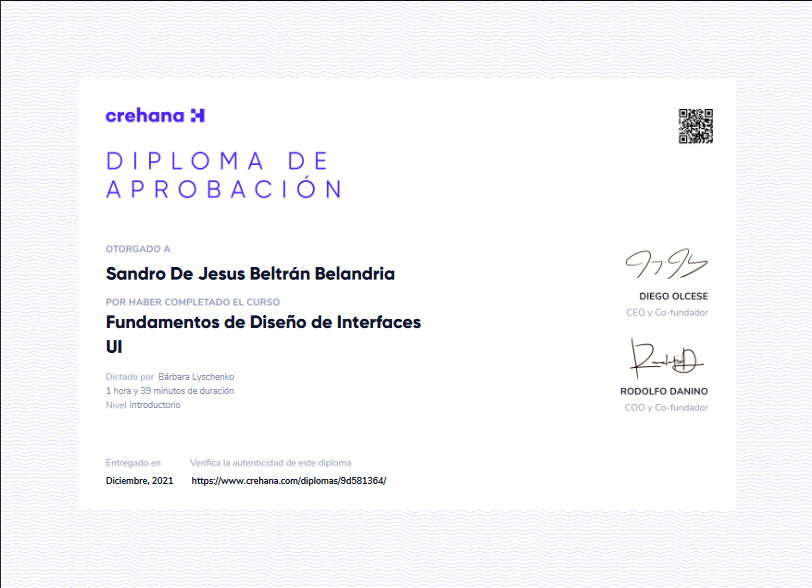 crehana
DIPLOMA DE
APROBACIÓN
OTORGADO A
Sandro De Jesus Beltrán Belandria
POR HABER COMPLETADO EL CURSO
Fundamentos de Diseño de Interfaces
UI
Dictado por Bárbara Lyschenko
1 hora y 39 minutos de duración
Nivel Introductorio
Entregado en
Diciembre, 2021
Verifica la autenticidad de este diploma
https://www.crehana.com/diplomas/9d581364/
DIEGO OLCESE
CEO y Co-fundador
RODOLFO DANINO
COO y Co-fundador